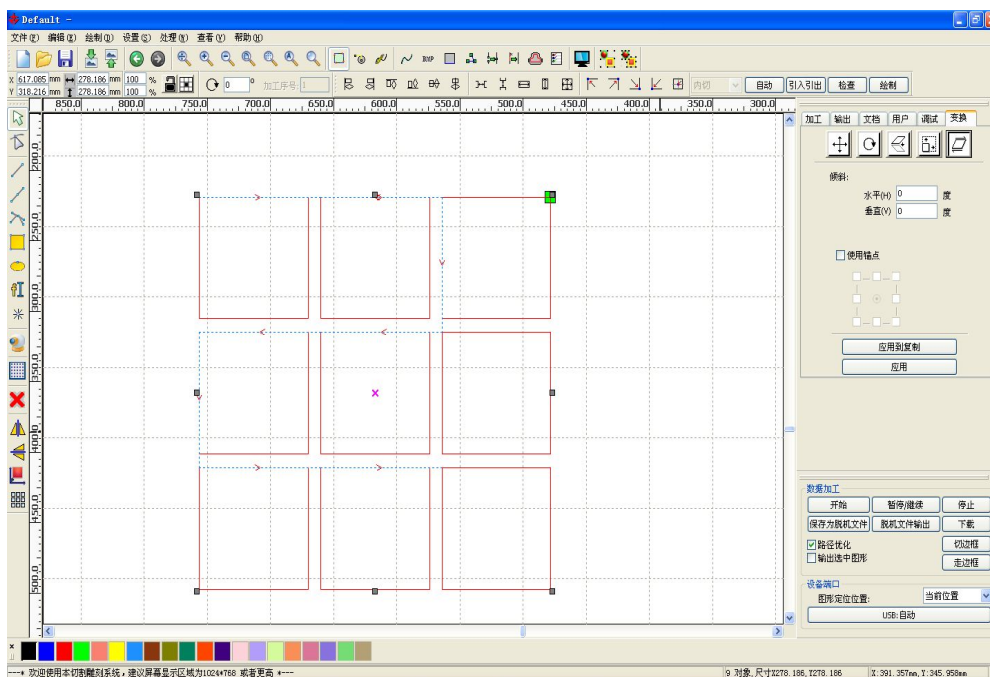 Default -
文件(F) 编辑(E) 绘制(D) 设置(S) 处理(W) 查看(V) 帮助(H)
BMP
X 617.085 mm 278.186 mm 100 %
Y 318.216 mm 278.186 mm 100 %
0 ° 加工序号: 1
内切 自动 引入引出 检查 绘制
850.0 800.0 750.0 700.0 650.0 600.0 550.0 500.0 450.0 400.0 350.0 300.0
200.0
250.0
300.0
350.0
400.0
450.0
500.0
加工 输出 文档 用户 调试 变换
倾斜:
水平(H) 0 度
垂直(V) 0 度
使用锚点
应用到复制
应用
数据加工
开始 暂停/继续 停止
保存为脱机文件 脱机文件输出 下载
路径优化 切边框
输出选中图形 走边框
设备端口
图形定位位置: 当前位置
USB:自动
---* 欢迎使用本切割雕刻系统,建议屏幕显示区域为1024*768 或者更高 *---
9 对象,尺寸X278.186,Y278.186 X:391.357mm,Y:345.958mm